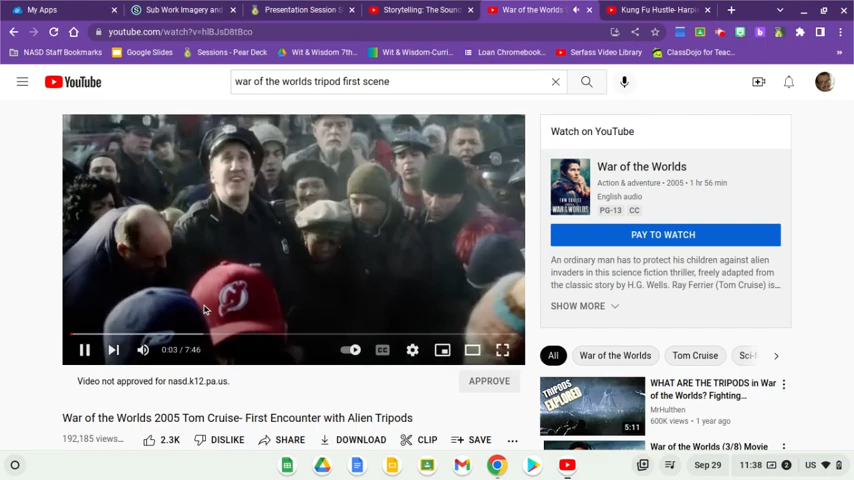 My Apps
Sub Work Imagery and
Presentation Session S
Storytelling: The Sound
War of the Worlds
Kung Fu Hustle- Harpi
youtube.com/watch?v=hlBJsD8tBco
NASD Staff Bookmarks
Google Slides
Sessions - Pear Deck
Wit & Wisdom 7th...
Wit & Wisdom-Curri...
Loan Chromebook...
Serfass Video Library
ClassDojo for Teac...
YouTube
war of the worlds tripod first scene
Watch on YouTube
War of the Worlds
Action & adventure • 2005 • 1 hr 56 min
English audio
PG-13 CC
PAY TO WATCH
An ordinary man has to protect his children against alien
invaders in this science fiction thriller, freely adapted from
the classic story by H.G. Wells. Ray Ferrier (Tom Cruise) is...
SHOW MORE
0:03 / 7:46
CC
Video not approved for nasd.k12.pa.us.
APPROVE
All
War of the Worlds
Tom Cruise
Sci-f
War of the Worlds 2005 Tom Cruise- First Encounter with Alien Tripods
192,185 views...
2.3K
DISLIKE
SHARE
DOWNLOAD
CLIP
SAVE
TRIPODS
EXPLORED
5:11
WHAT ARE THE TRIPODS in War
of the Worlds? Fighting...
MrHulthen
600K views • 1 year ago
War of the Worlds (3/8) Movie
Sep 29
11:38
2
US